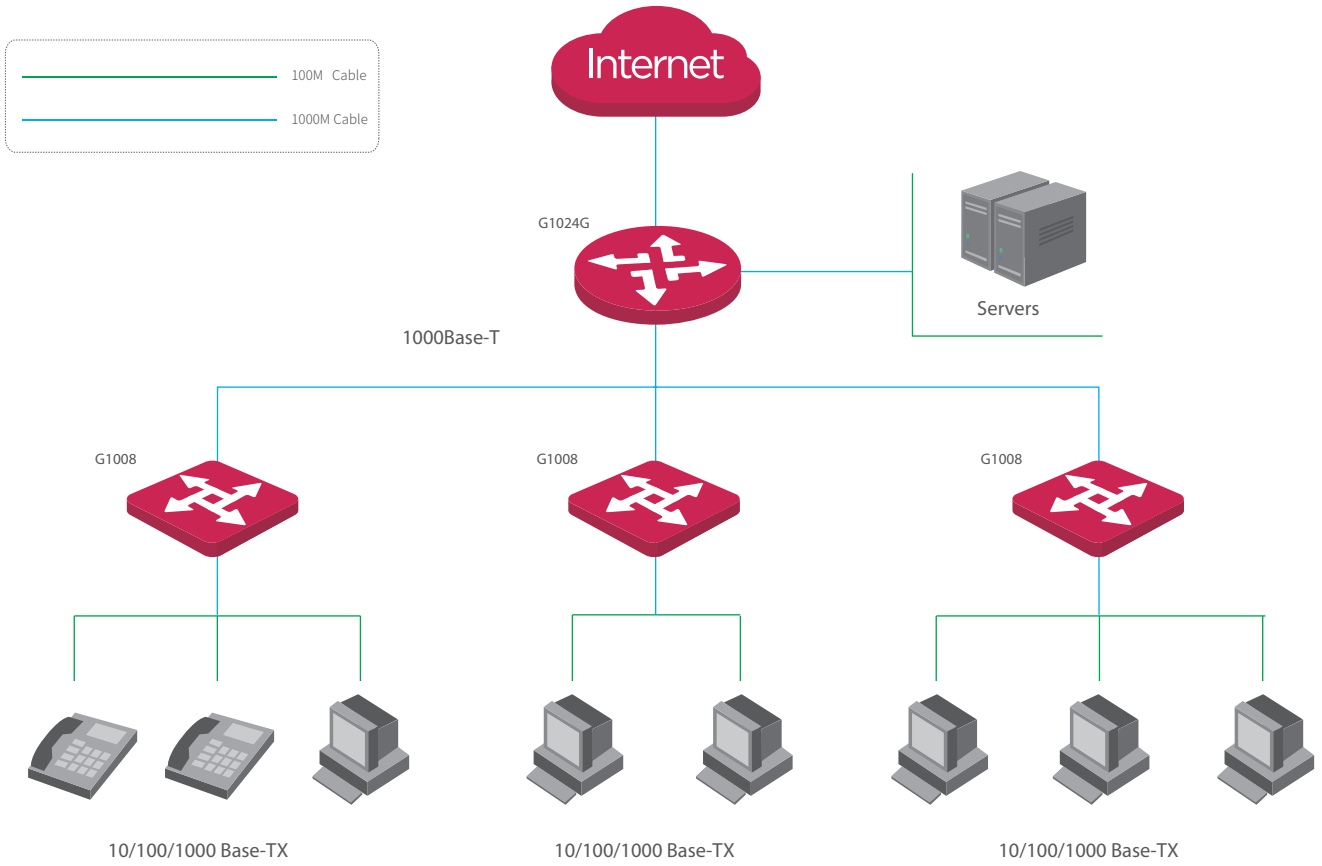 100M Cable
1000M Cable
Internet
G1024G
Servers
1000Base-T
G1008
G1008
G1008
10/100/1000 Base-TX
10/100/1000 Base-TX
10/100/1000 Base-TX